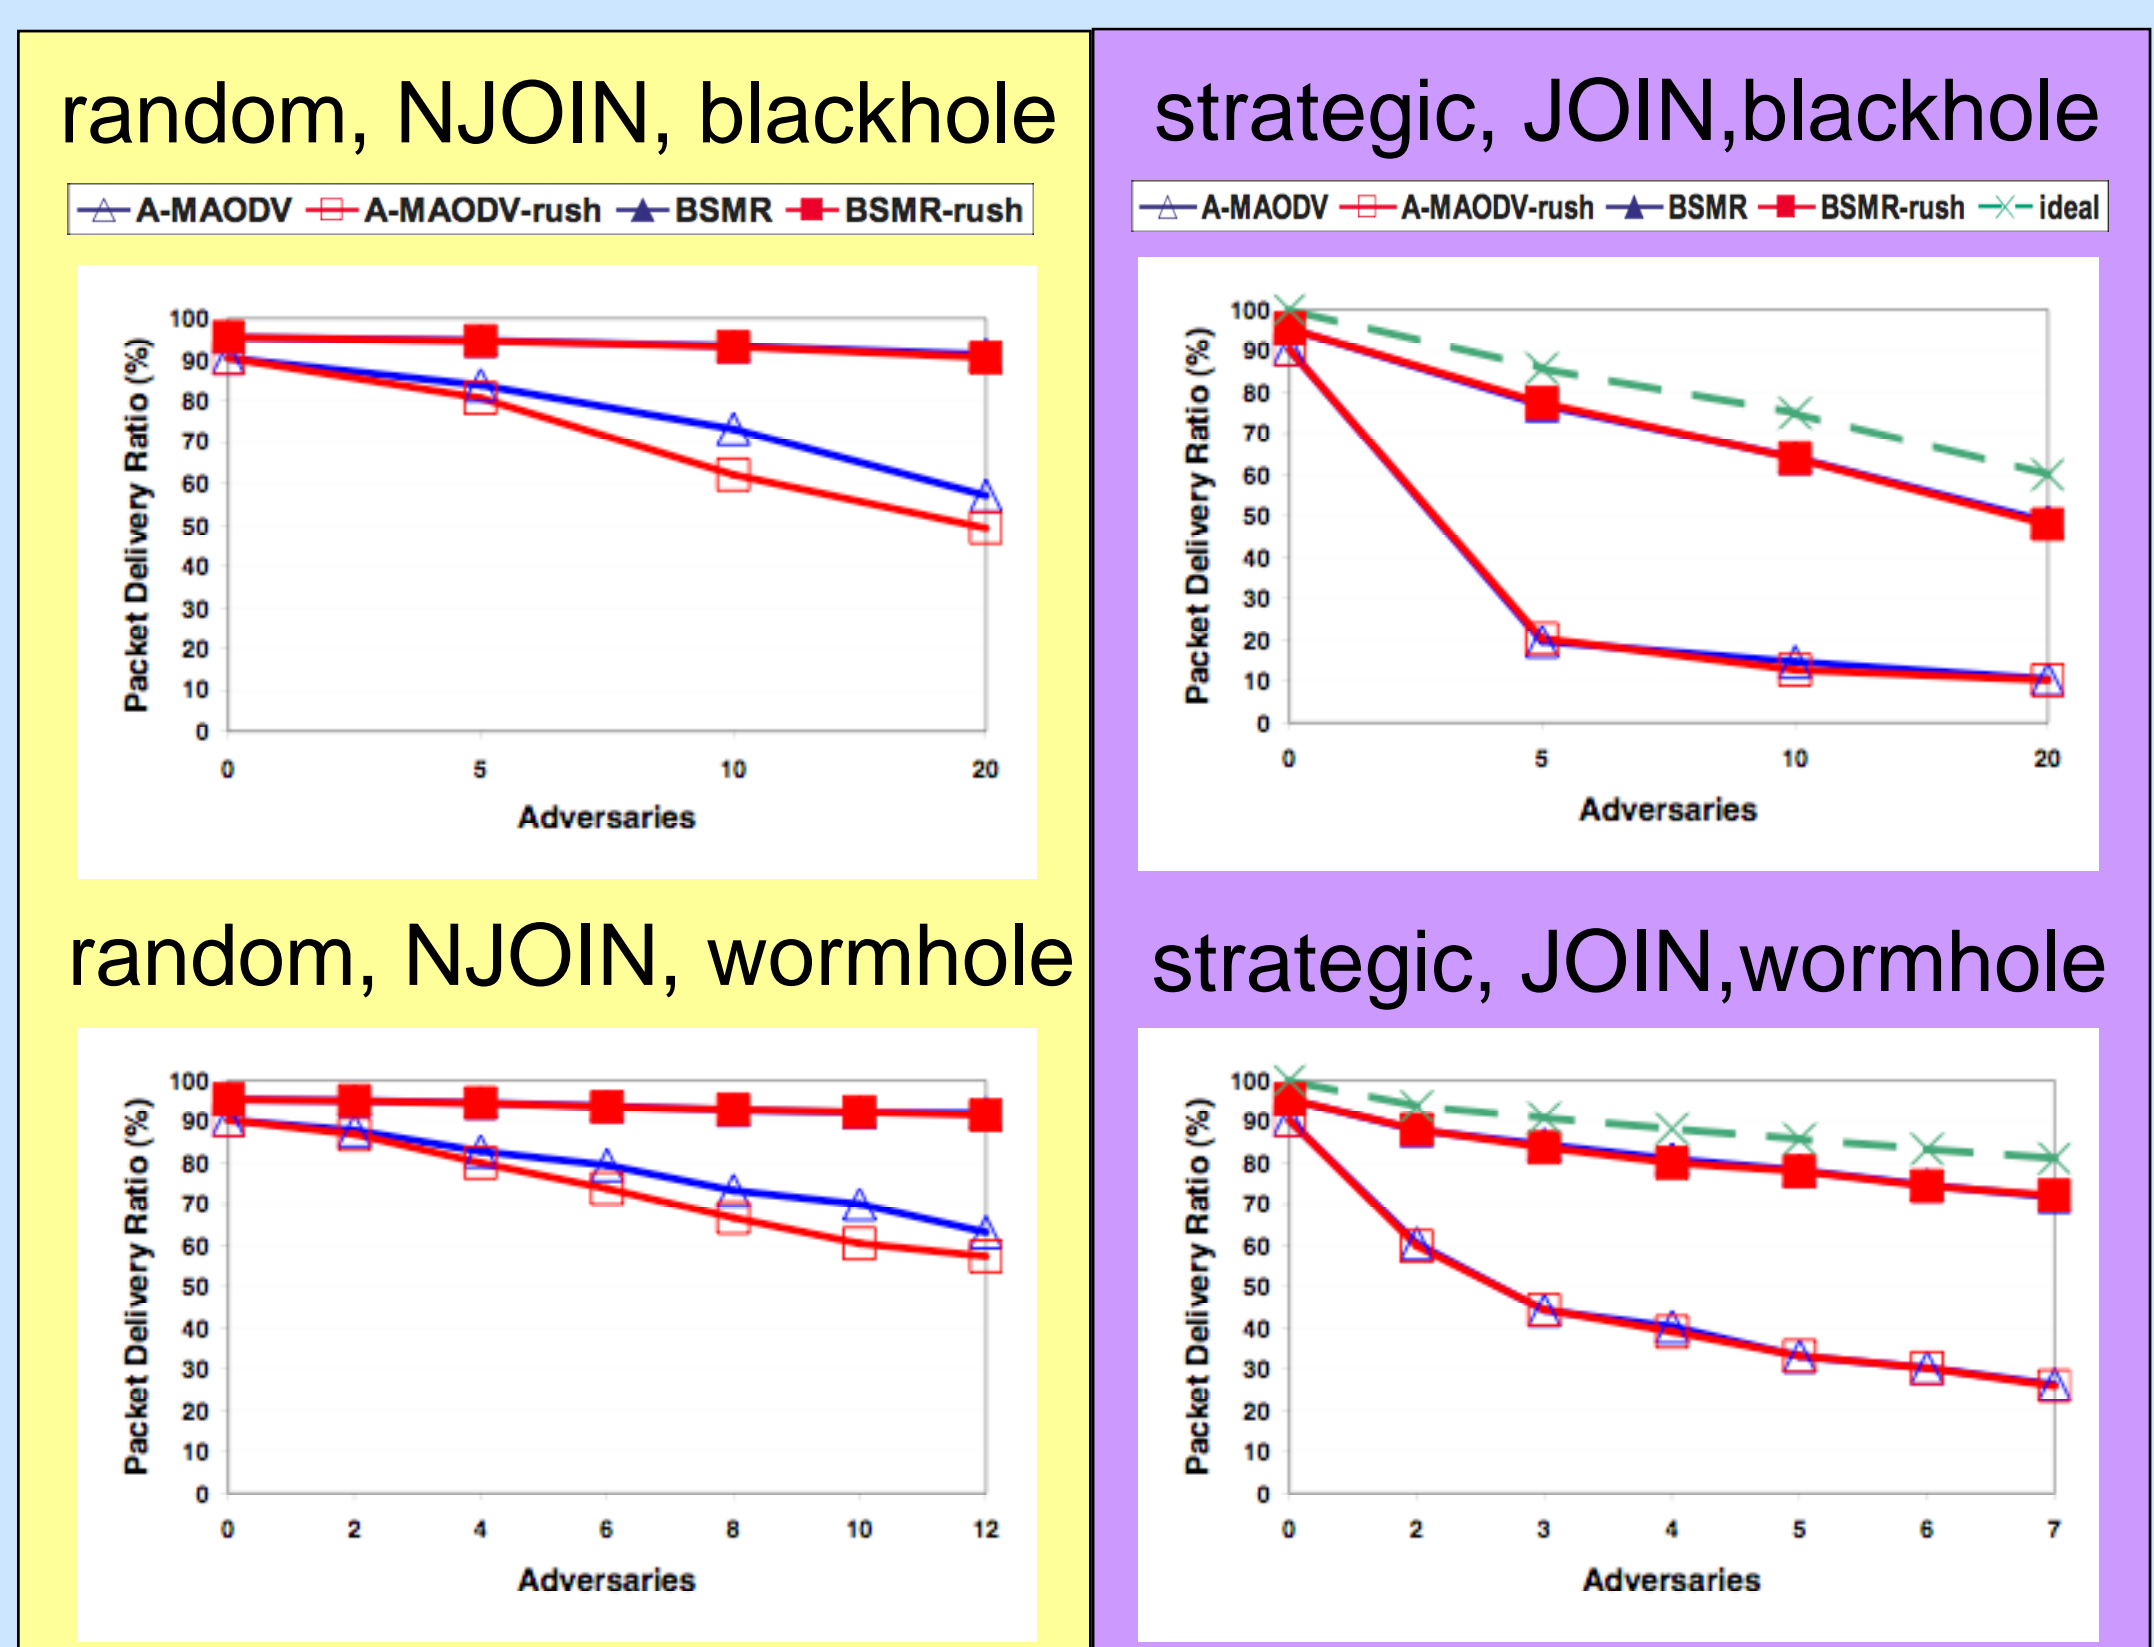 random, NJOIN, blackhole
A-MAODV A-MAODV-rush BSMR BSMR-rush
Packet Delivery Ratio (%)
100
90
80
70
60
50
40
30
20
10
0
0 5 10 20
Adversaries
random, NJOIN, wormhole
Packet Delivery Ratio (%)
100
90
80
70
60
50
40
30
20
10
0
0 2 4 6 8 10 12
Adversaries
strategic, JOIN,blackhole
A-MAODV A-MAODV-rush BSMR BSMR-rush ideal
Packet Delivery Ratio (%)
100
90
80
70
60
50
40
30
20
10
0
0 5 10 20
Adversaries
strategic, JOIN,wormhole
Packet Delivery Ratio (%)
100
90
80
70
60
50
40
30
20
10
0
0 2 3 4 5 6 7
Adversaries